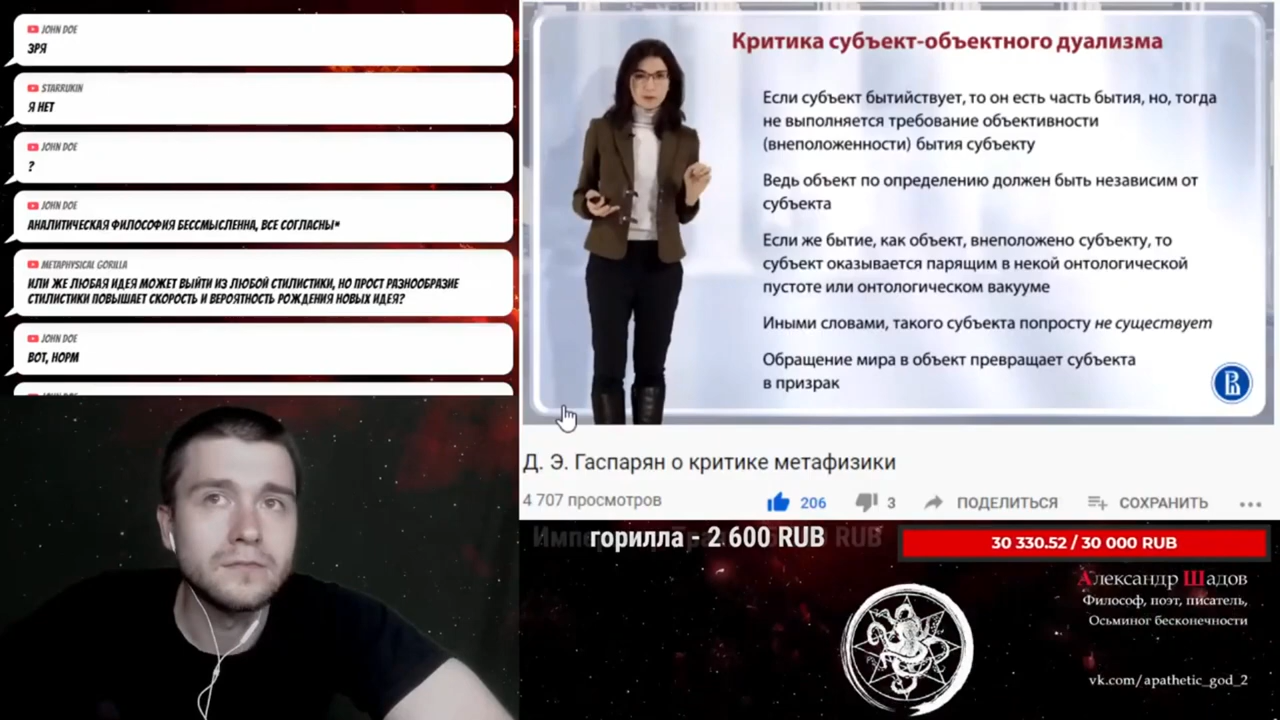 JOHN DOE
ЗРЯ
STARRUKIN
Я НЕТ
JOHN DOE
?
JOHN DOE
АНАЛИТИЧЕСКАЯ ФИЛОСОФИЯ БЕССМЫСЛЕННА, ВСЕ СОГЛАСНЫ*
METAPHYSICAL GORILLA
ИЛИ ЖЕ ЛЮБАЯ ИДЕЯ МОЖЕТ ВЫЙТИ ИЗ ЛЮБОЙ СТИЛИСТИКИ, НО ПРОСТ РАЗНООБРАЗИЕ
СТИЛИСТИКИ ПОВЫШАЕТ СКОРОСТЬ И ВЕРОЯТНОСТЬ РОЖДЕНИЯ НОВЫХ ИДЕЯ?
JOHN DOE
ВОТ, НОРМ
Критика субъект-объектного дуализма
Если субъект бытийствует, то он есть часть бытия, но, тогда
не выполняется требование объективности
(внеположенности) бытия субъекту
Ведь объект по определению должен быть независим от
субъекта
Если же бытие, как объект, внеположено субъекту, то
субъект оказывается парящим в некой онтологической
пустоте или онтологическом вакууме
Иными словами, такого субъекта попросту не существует
Обращение мира в объект превращает субъекта
в призрак
Д. Э. Гаспарян о критике метафизики
4 707 просмотров
206
3
ПОДЕЛИТЬСЯ
СОХРАНИТЬ
горилла - 2 600 RUB
RUB
30 330.52 / 30 000 RUB
Александр Шадов
Философ, поэт, писатель,
Осьминог бесконечности
vk.com/apathetic_god_2